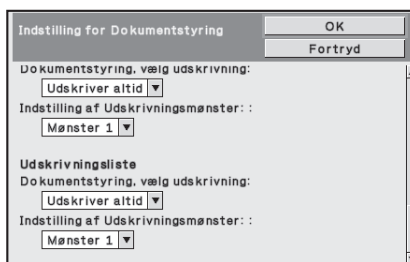 Indstilling for Dokumentstyring
OK
Fortryd
Dokumentstyring, vælg udskrivning:
Udskriver altid
Indstilling af Udskrivningsmønster: :
Mønster 1
Udskrivningsliste
Dokumentstyring, vælg udskrivning:
Udskriver altid
Indstilling af Udskrivningsmønster: :
Mønster 1